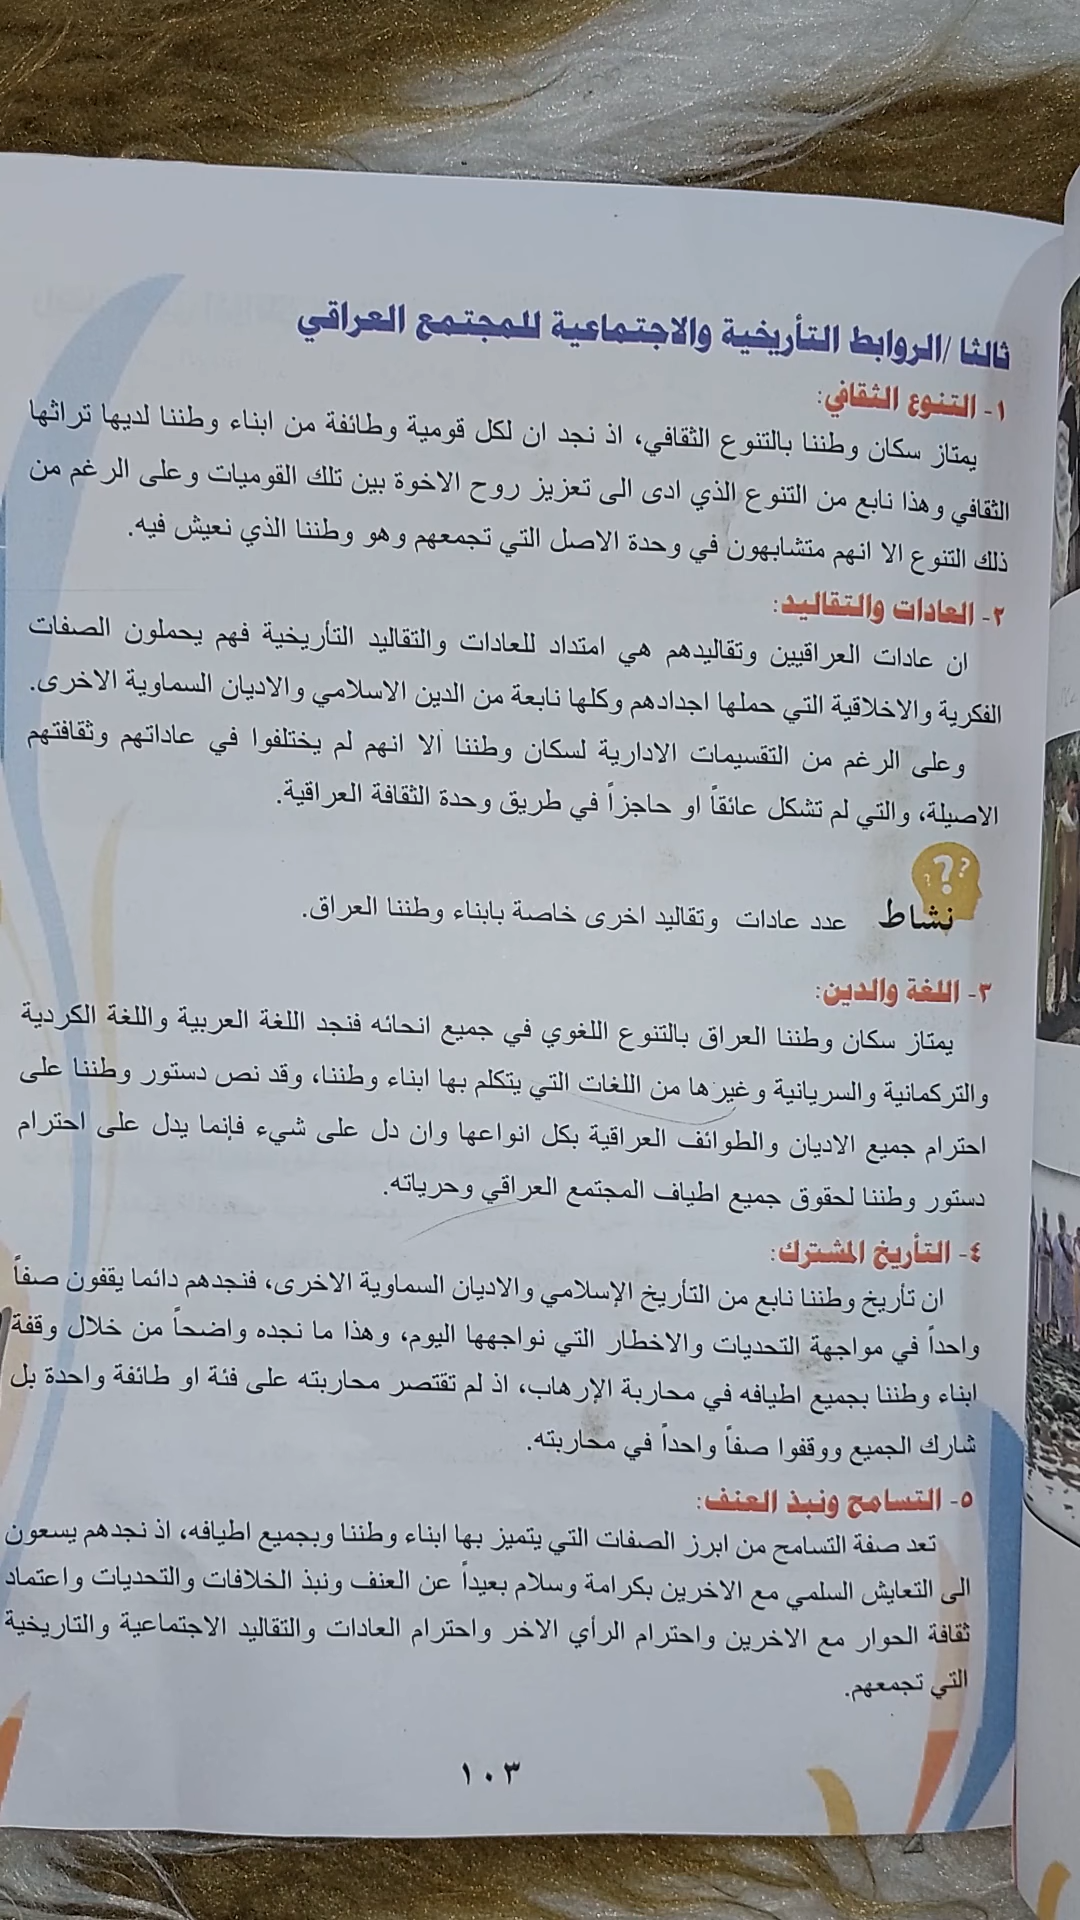 ثالثا /الروابط التأريخية والاجتماعية للمجتمع العراقي
١- التنوع الثقافي:
يمتاز سكان وطننا بالتنوع الثقافي، اذ نجد ان لكل قومية وطائفة من ابناء وطننا لديها تراثها
الثقافي وهذا نابع من التنوع الذي ادى الى تعزيز روح الاخوة بين تلك القوميات وعلى الرغم من
ذلك التنوع الا انهم متشابهون في وحدة الاصل التي تجمعهم وهو وطننا الذي نعيش فيه.
٢- العادات والتقاليد:
ان عادات العراقيين وتقاليدهم هي امتداد للعادات والتقاليد التأريخية فهم يحملون الصفات
الفكرية والاخلاقية التي حملها اجدادهم وكلها نابعة من الدين الاسلامي والاديان السماوية الاخرى.
وعلى الرغم من التقسيمات الادارية لسكان وطننا الا انهم لم يختلفوا في عاداتهم وثقافتهم
الاصيلة، والتي لم تشكل عائقاً او حاجزاً في طريق وحدة الثقافة العراقية.
???
نشاط عدد عادات وتقاليد اخرى خاصة بابناء وطننا العراق.
٣- اللغة والدين:
يمتاز سكان وطننا العراق بالتنوع اللغوي في جميع انحائه فنجد اللغة العربية واللغة الكردية
والتركمانية والسريانية وغيرها من اللغات التي يتكلم بها ابناء وطننا، وقد نص دستور وطننا على
احترام جميع الاديان والطوائف العراقية بكل انواعها وان دل على شيء فإنما يدل على احترام
دستور وطننا لحقوق جميع اطياف المجتمع العراقي وحرياته.
٤- التأريخ المشترك:
ان تأريخ وطننا نابع من التأريخ الإسلامي والاديان السماوية الاخرى، فنجدهم دائما يقفون صفاً
واحداً في مواجهة التحديات والاخطار التي نواجهها اليوم، وهذا ما نجده واضحاً من خلال وقفة
ابناء وطننا بجميع اطيافه في محاربة الإرهاب، اذ لم تقتصر محاربته على فئة او طائفة واحدة بل
شارك الجميع ووقفوا صفاً واحداً في محاربته.
٥- التسامح ونبذ العنف:
تعد صفة التسامح من ابرز الصفات التي يتميز بها ابناء وطننا وبجميع اطيافه، اذ نجدهم يسعون
الى التعايش السلمي مع الاخرين بكرامة وسلام بعيداً عن العنف ونبذ الخلافات والتحديات واعتماد
ثقافة الحوار مع الاخرين واحترام الرأي الاخر واحترام العادات والتقاليد الاجتماعية والتاريخية
التي تجمعهم.
١٠٣